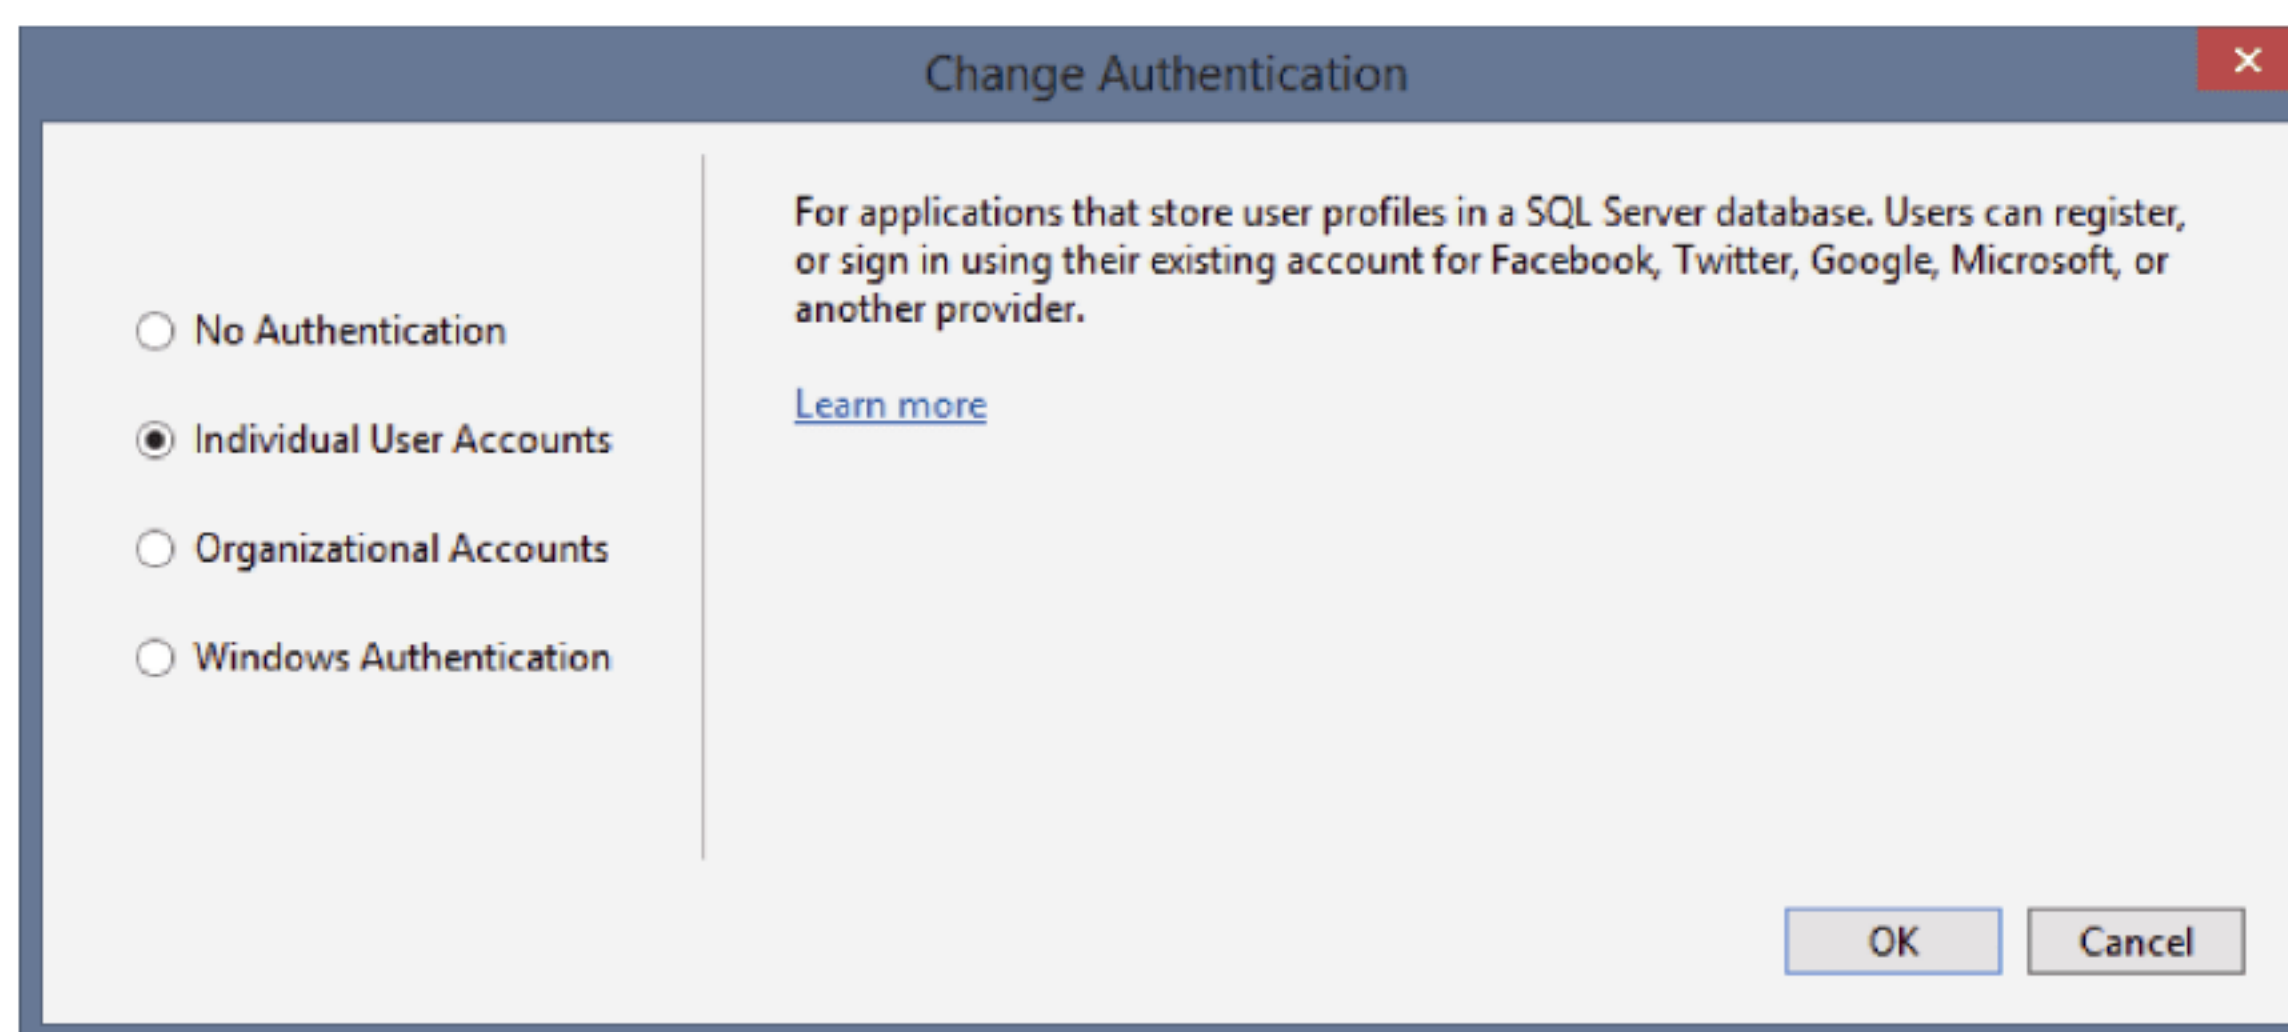 Change Authentication
No Authentication
Individual User Accounts
Organizational Accounts
Windows Authentication
For applications that store user profiles in a SQL Server database. Users can register,
or sign in using their existing account for Facebook, Twitter, Google, Microsoft, or
another provider.
Learn more
OK
Cancel